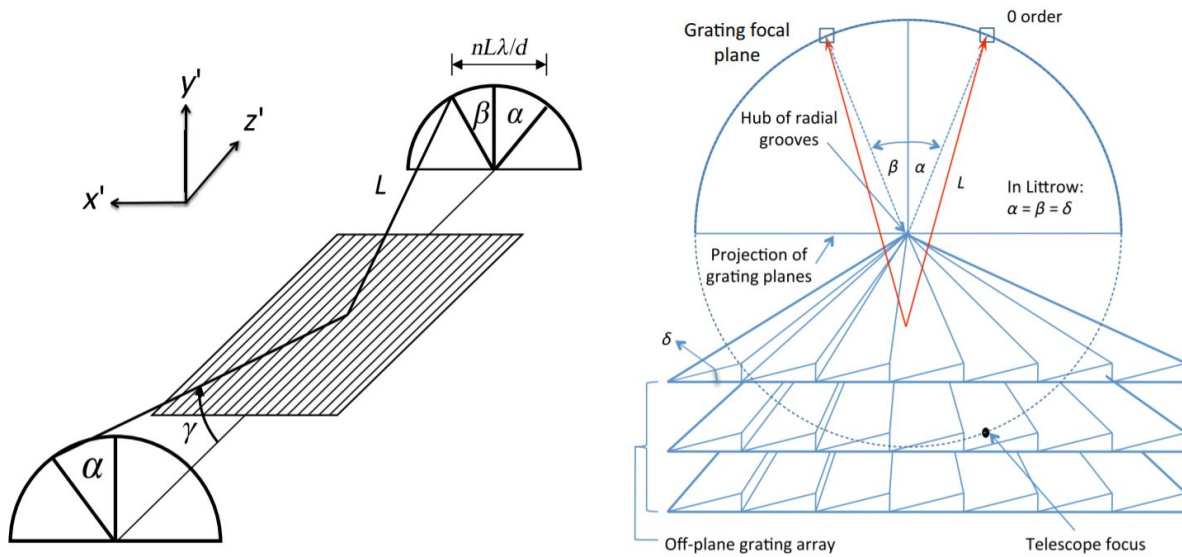 nLλ/d
y'
z'
x'
β
α
L
γ
α
Grating focal
plane
0 order
Hub of radial
grooves
β
α
L
In Littrow:
α = β = δ
Projection of
grating planes
δ
Off-plane grating array
Telescope focus